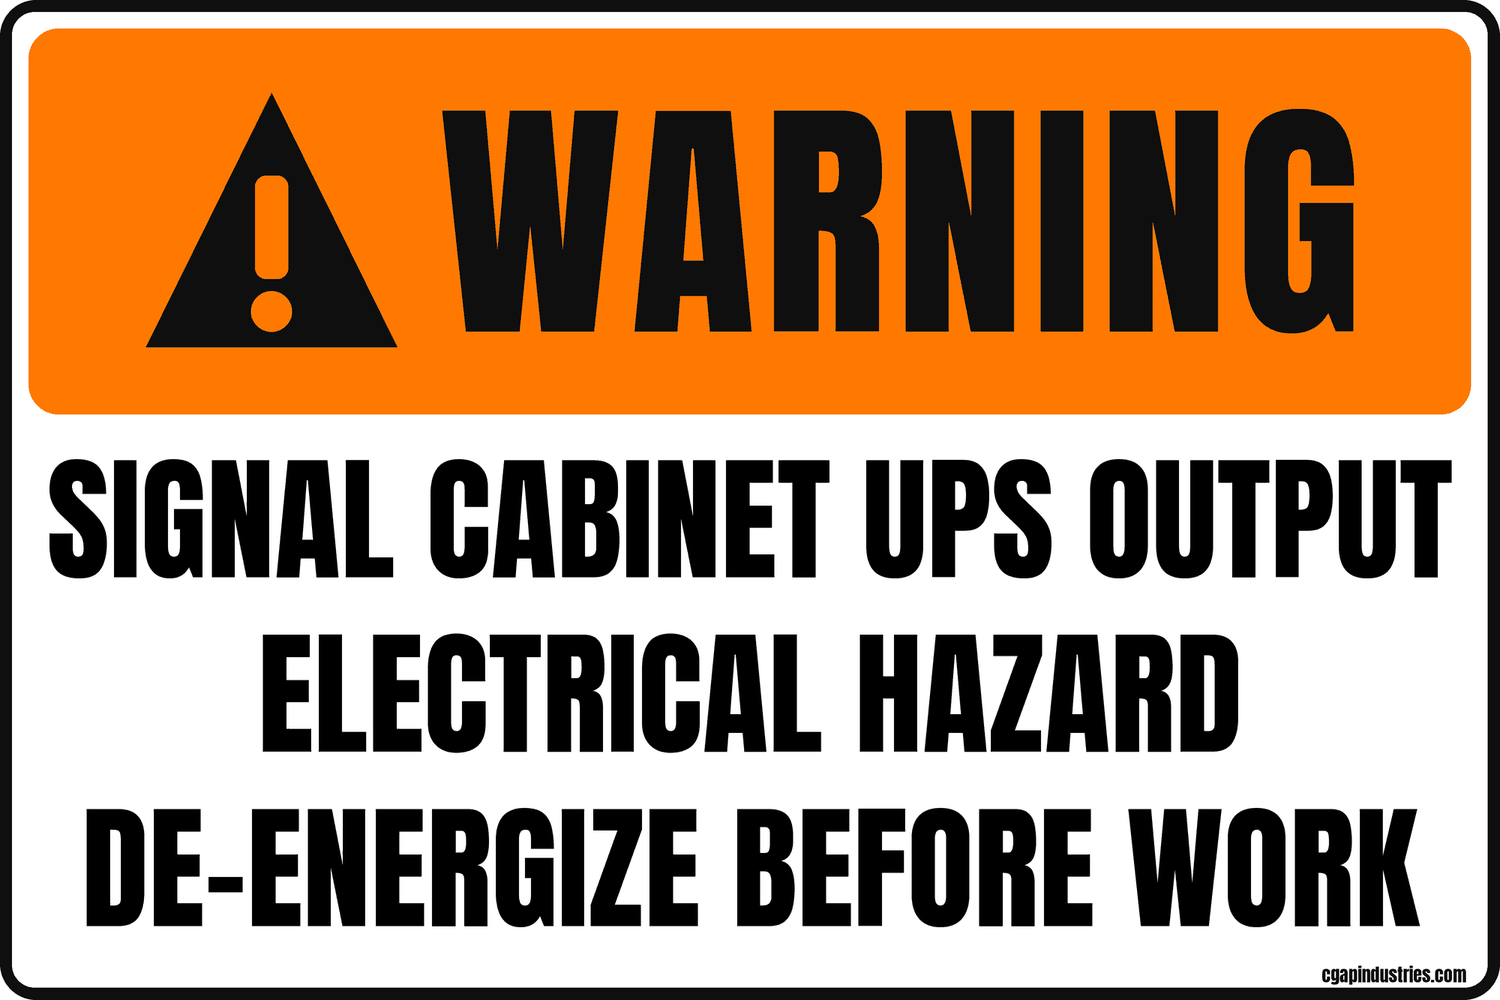 WARNING
SIGNAL CABINET UPS OUTPUT
ELECTRICAL HAZARD
DE-ENERGIZE BEFORE WORK
cgapindustries.com